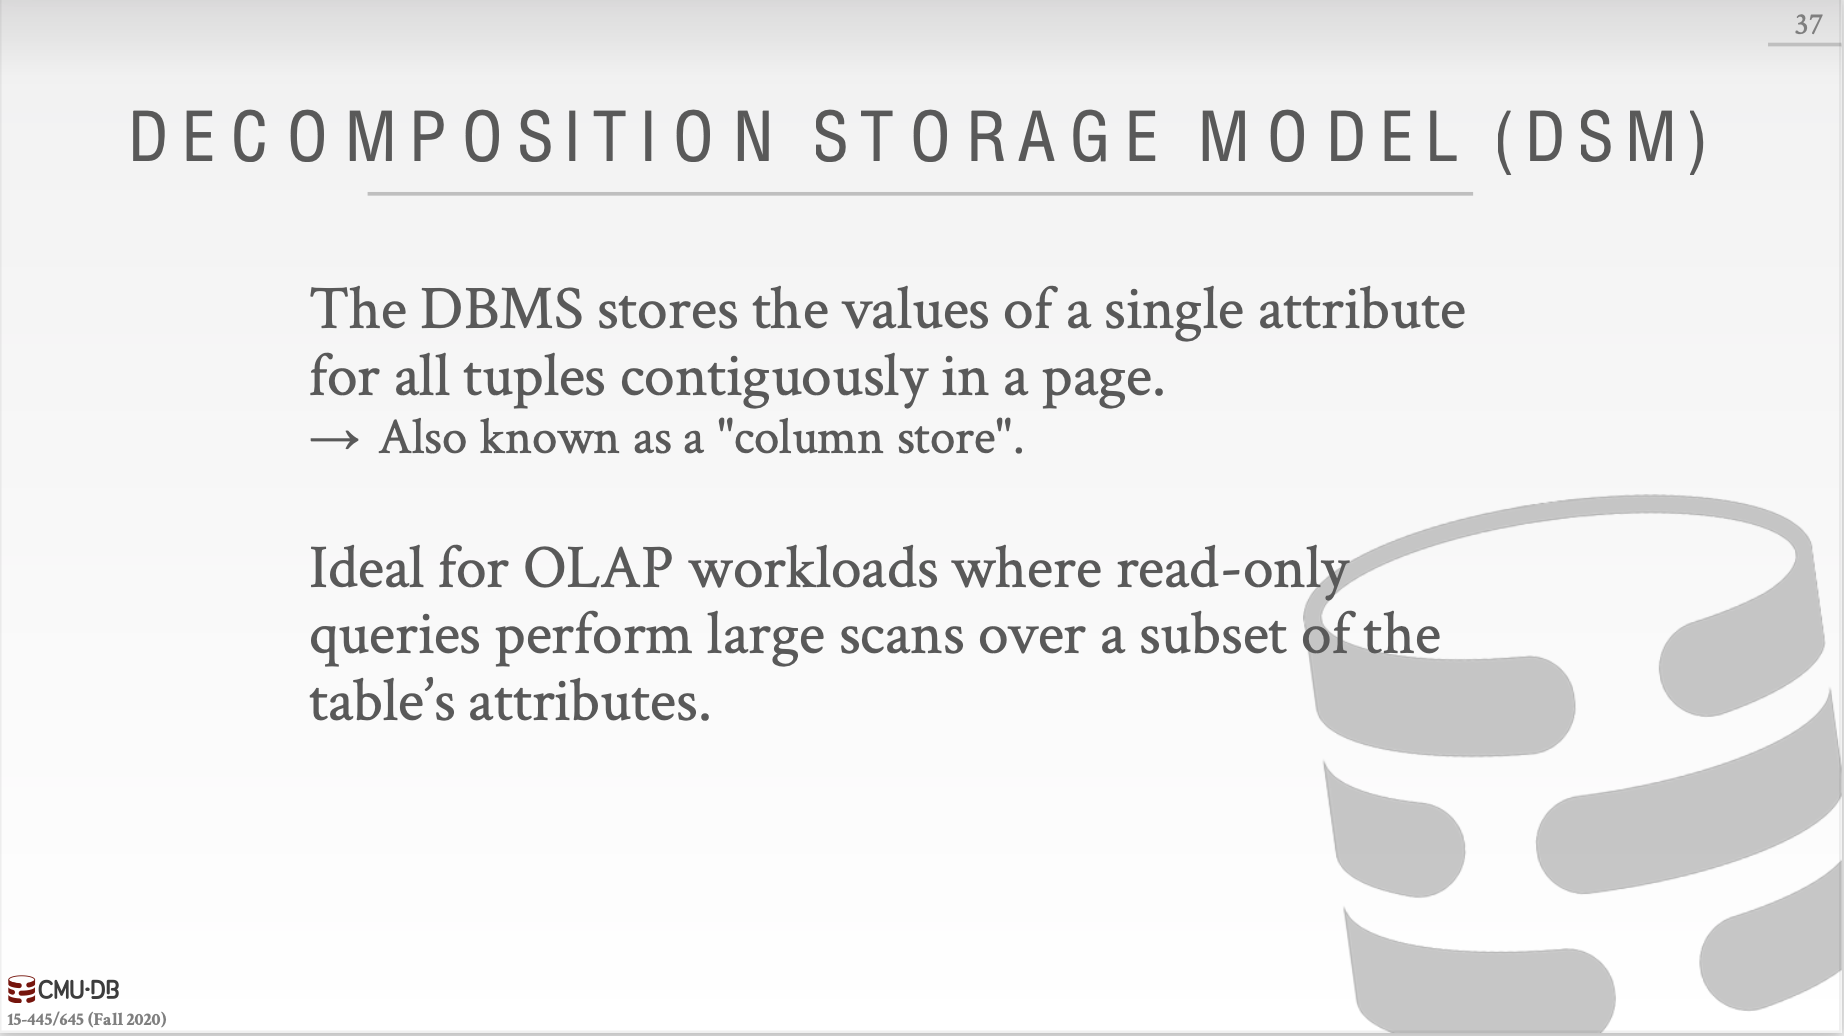 37
DECOMPOSITION STORAGE MODEL (DSM)
The DBMS stores the values of a single attribute
for all tuples contiguously in a page.
→ Also known as a "column store".
Ideal for OLAP workloads where read-only
queries perform large scans over a subset of the
table’s attributes.
CMU·DB
15-445/645 (Fall 2020)